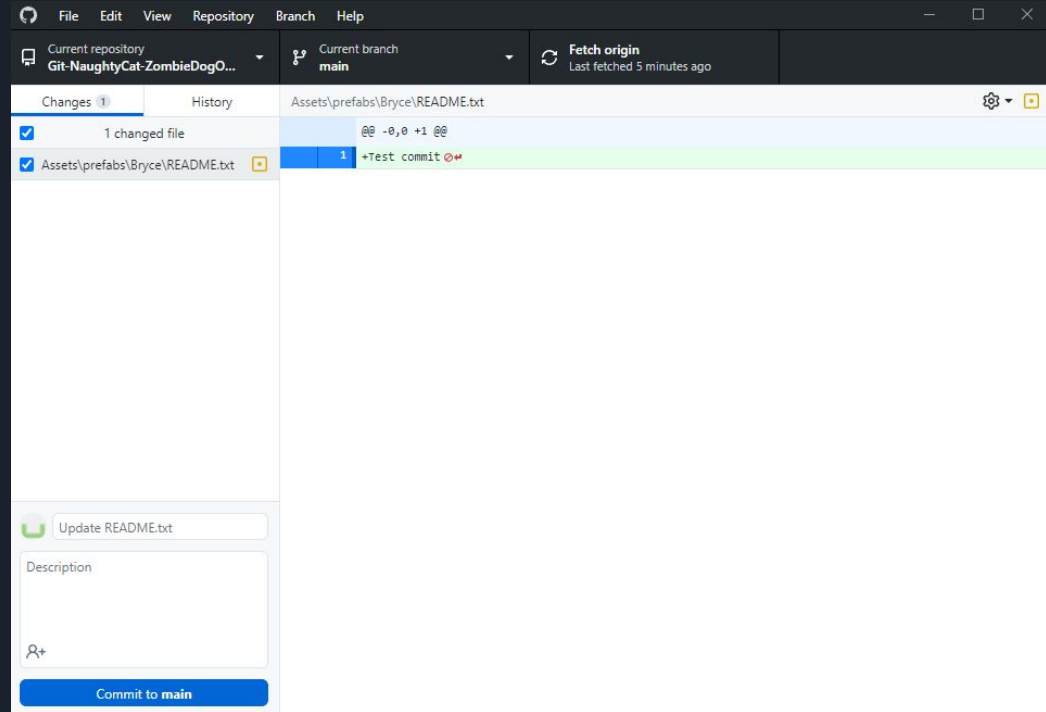 File Edit View Repository Branch Help
Current repository
Git-NaughtyCat-ZombieDogO...
Current branch
main
Fetch origin
Last fetched 5 minutes ago
Changes 1 History
1 changed file
Assets\prefabs\Bryce\README.txt
Assets\prefabs\Bryce\README.txt
@@ -0,0 +1 @@
1 +Test commit
Update README.txt
Description
Commit to main